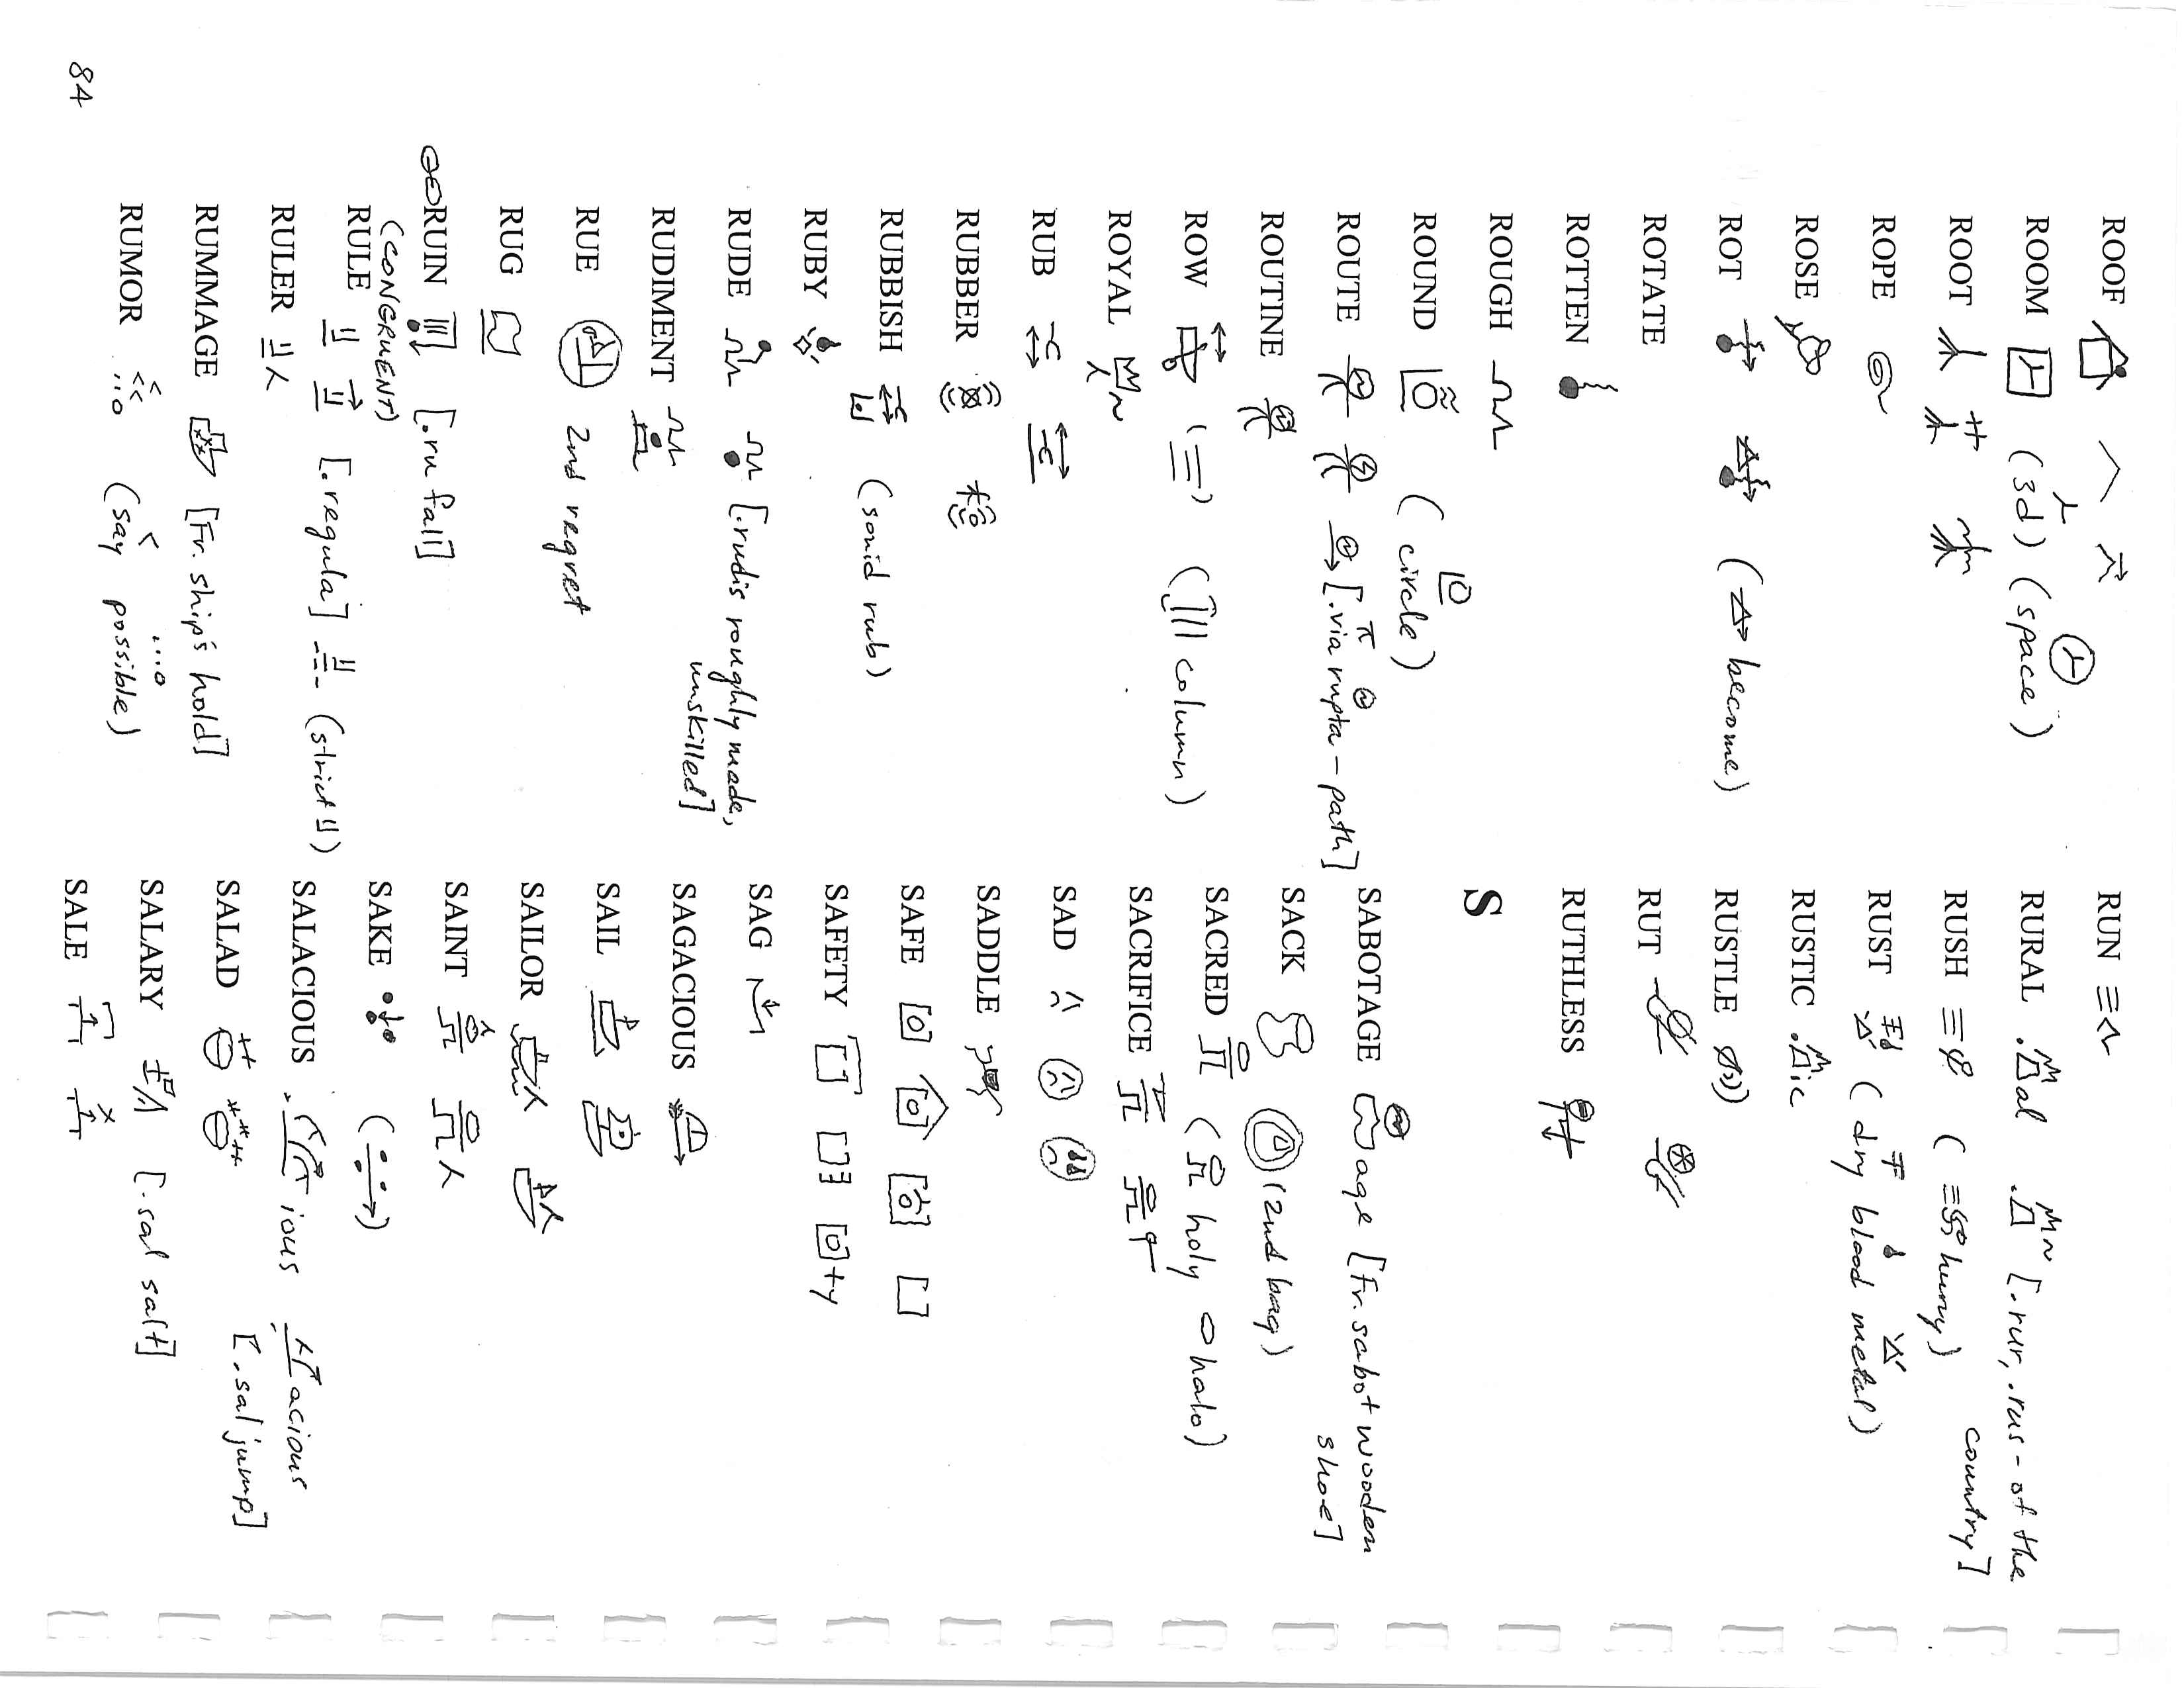 ROOF
ROOM (3d) (space)
ROOT
ROPE
ROSE
ROT (become)
ROTATE
ROTTEN
ROUGH
ROUND (circle)
ROUTE [.via rupta - path]
ROUTINE
ROW ( column)
ROYAL
RUB
RUBBER
RUBBISH (sound rub)
RUBY
RUDE [.rudis roughly made,
unskilled]
RUDIMENT
RUE 2nd regret
RUG
RUIN [.ru fall]
(CONGRUENT)
RULE [.regula] (strict)
RULER
RUMMAGE [Fr. ship's hold]
RUMOR (say possible)
84
RUN
RURAL .al [.rur, .rus - of the
country]
RUSH (hurry)
RUST (dry blood metal)
RUSTIC .ic
RUSTLE
RUT
RUTHLESS
S
SABOTAGE age [Fr. sabot wooden
shoe]
SACK (2nd bag)
SACRED (holy halo)
SACRIFICE
SAD
SADDLE
SAFE
SAFETY ty
SAG
SAGACIOUS
SAIL
SAILOR
SAINT
SAKE
SALACIOUS ious acious
[.sal jump]
SALAD
SALARY [.sal salt]
SALE